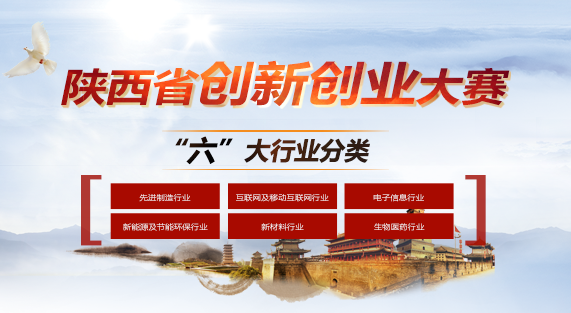 陕西省创新创业大赛
“六”大行业分类
先进制造行业 互联网及移动互联网行业 电子信息行业
新能源及节能环保行业 新材料行业 生物医药行业